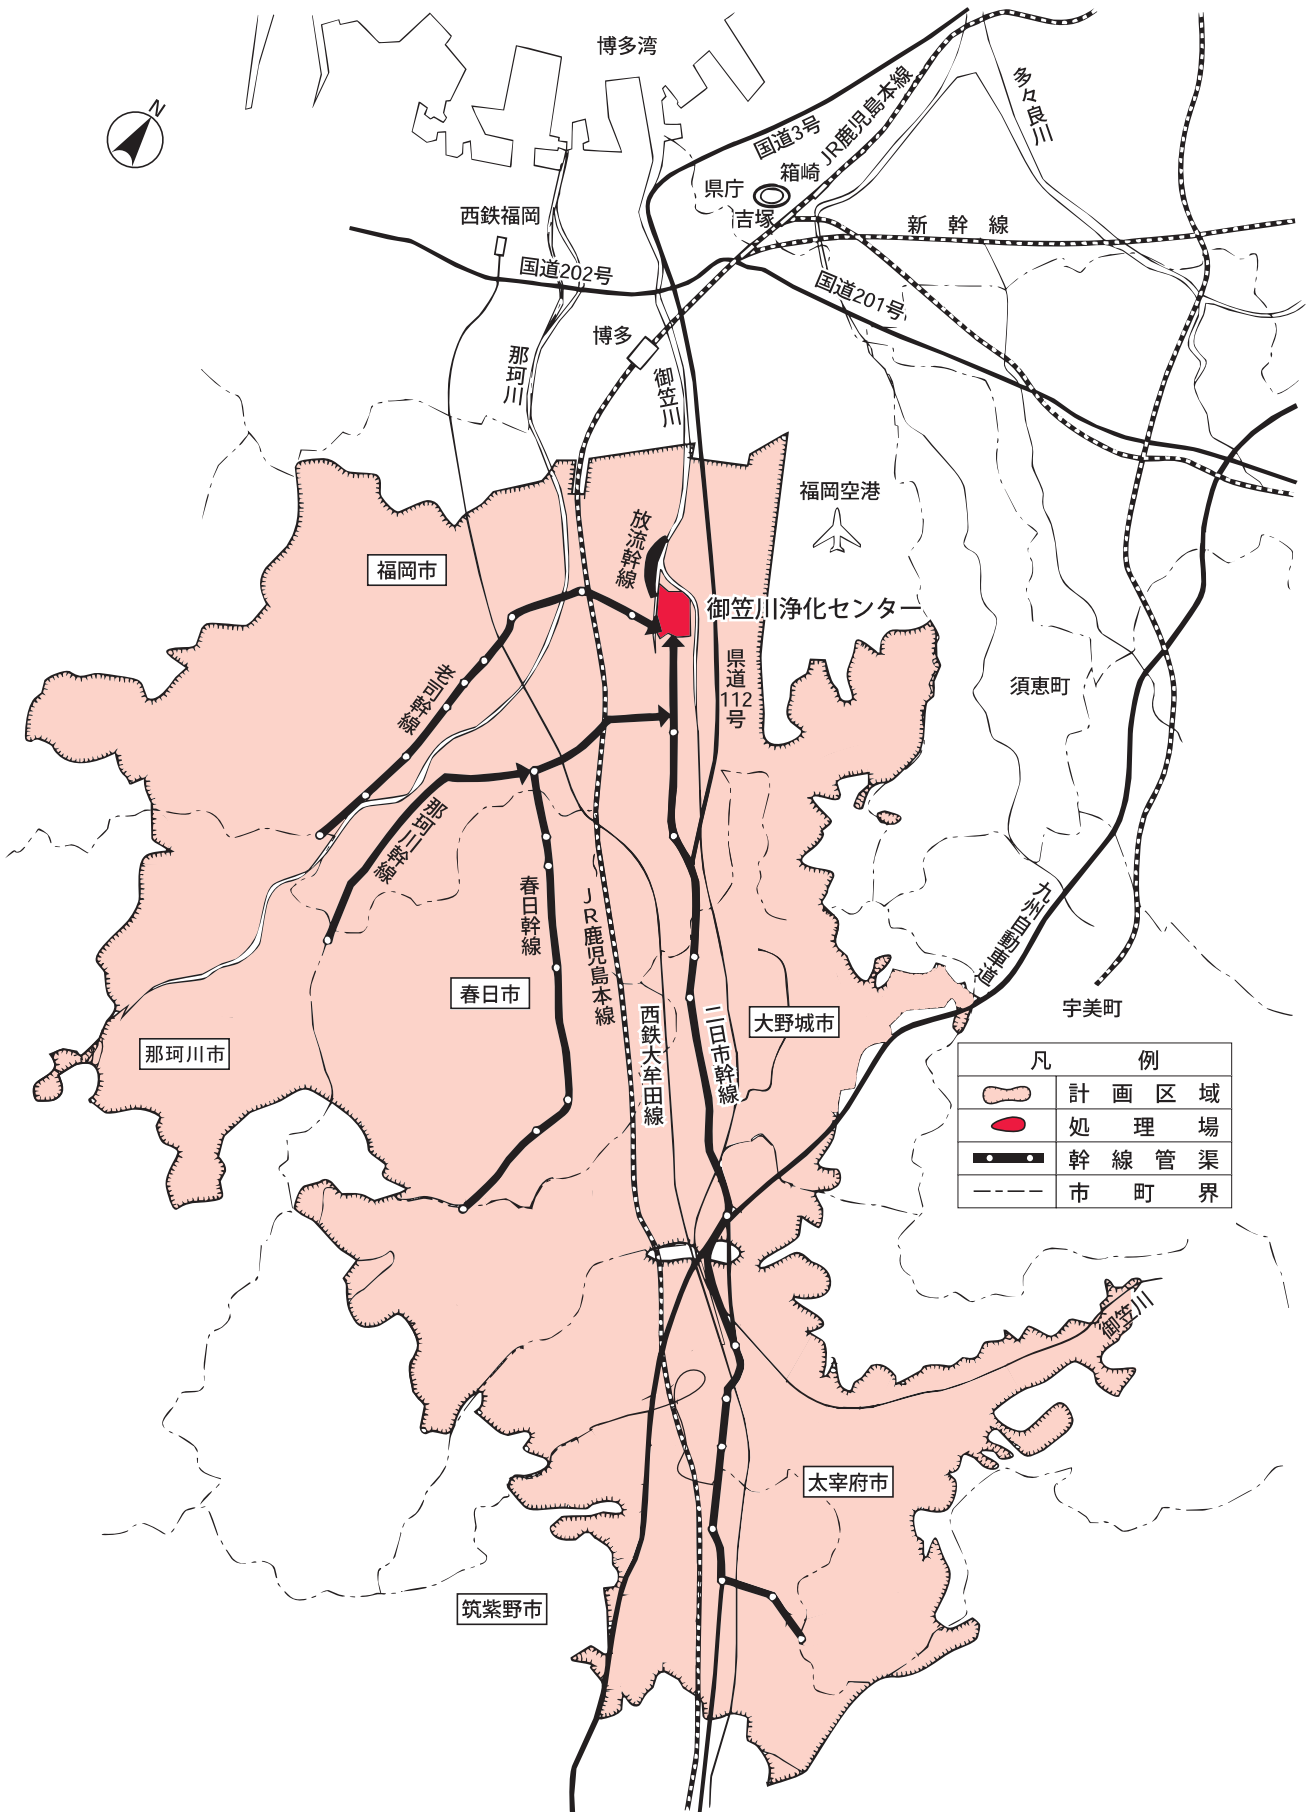 N
博多湾
国道3号
JR鹿児島本線
多々良川
県庁
箱崎
吉塚
西鉄福岡
新幹線
国道202号
国道201号
博多
那珂川
御笠川
福岡空港
放流幹線
福岡市
御笠川浄化センター
県道112号
須恵町
老司幹線
那珂川幹線
春日幹線
JR鹿児島本線
九州自動車道
春日市
宇美町
西鉄大牟田線
二日市幹線
大野城市
那珂川市
凡例
計画区域
処理場
幹線管渠
市町界
御笠川
太宰府市
筑紫野市